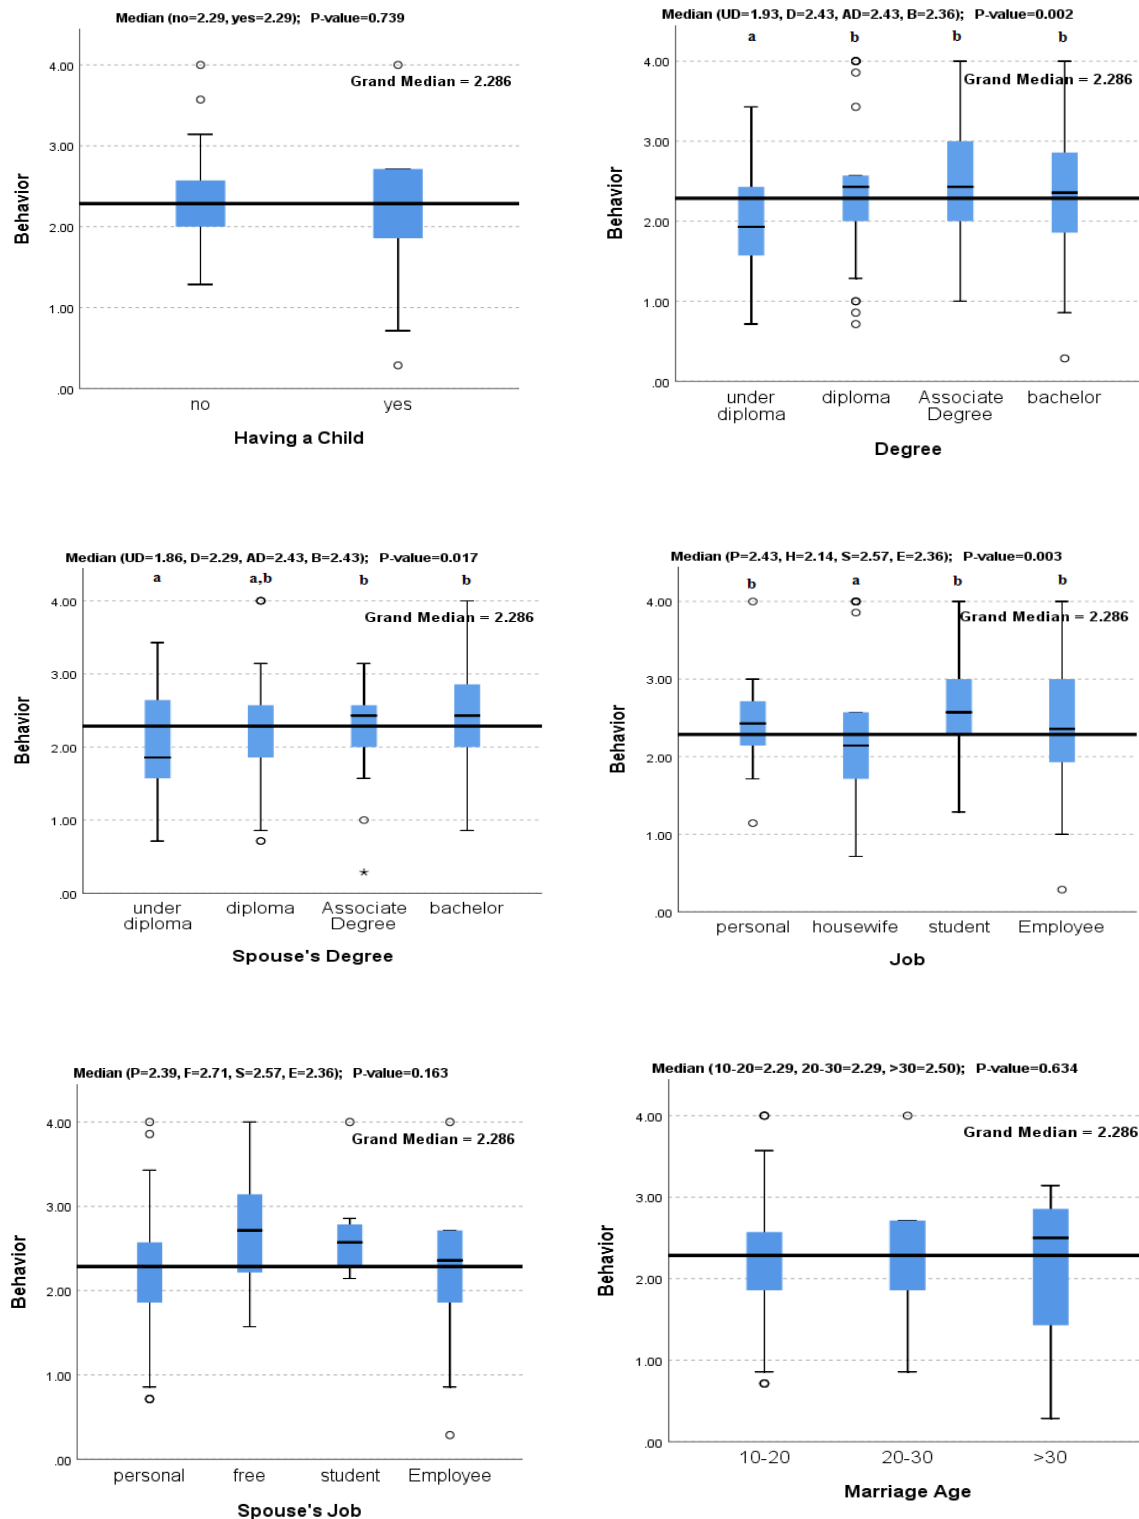 Median (no=2.29, yes=2.29); P-value=0.739
Grand Median = 2.286
4.00
3.00
2.00
1.00
.00
Behavior
no yes
Having a Child
Median (UD=1.93, D=2.43, AD=2.43, B=2.36); P-value=0.002
a b b b
Grand Median = 2.286
4.00
3.00
2.00
1.00
.00
Behavior
under diploma Associate bachelor
diploma Degree
Degree
Median (UD=1.86, D=2.29, AD=2.43, B=2.43); P-value=0.017
a a,b b b
Grand Median = 2.286
4.00
3.00
2.00
1.00
.00
Behavior
under diploma Associate bachelor
diploma Degree
Spouse's Degree
Median (P=2.43, H=2.14, S=2.57, E=2.36); P-value=0.003
b a b b
Grand Median = 2.286
4.00
3.00
2.00
1.00
.00
Behavior
personal housewife student Employee
Job
Median (P=2.39, F=2.71, S=2.57, E=2.36); P-value=0.163
Grand Median = 2.286
4.00
3.00
2.00
1.00
.00
Behavior
personal free student Employee
Spouse's Job
Median (10-20=2.29, 20-30=2.29, >30=2.50); P-value=0.634
Grand Median = 2.286
4.00
3.00
2.00
1.00
.00
Behavior
10-20 20-30 >30
Marriage Age